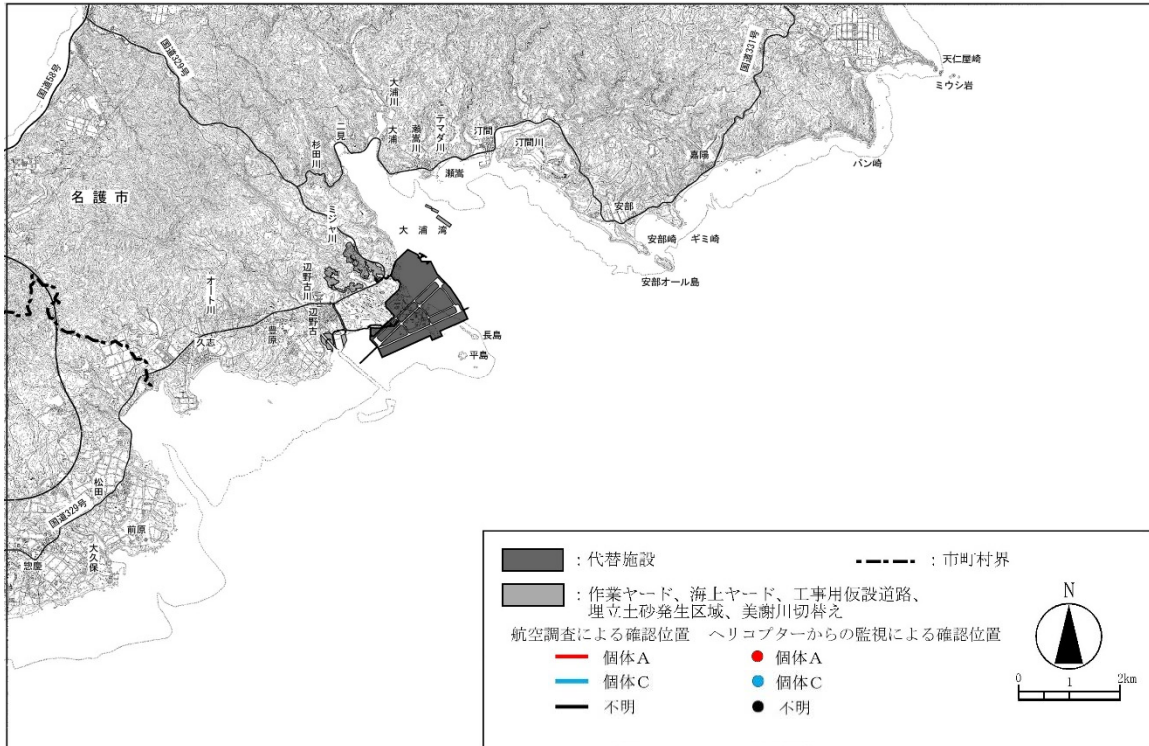 国道58号
国道329号
国道331号
天仁屋崎
ミウシ岩
バン崎
大浦川
大浦
瀬嵩川
テマダ川
汀間
汀間川
二見
杉田川
瀬嵩
嘉陽
名護市
安部
ミジャ川
大浦湾
安部崎
ギミ崎
安部オール島
オート川
辺野古川
辺野古
豊原
久志
長島
平島
松田
国道329号
前原
大久保
惣慶
：代替施設
：市町村界
：作業ヤード、海上ヤード、工事用仮設道路、
埋立土砂発生区域、美謝川切替え
航空調査による確認位置 ヘリコプターからの監視による確認位置
個体A 個体A
個体C 個体C
不明 不明
N
0 1 2km